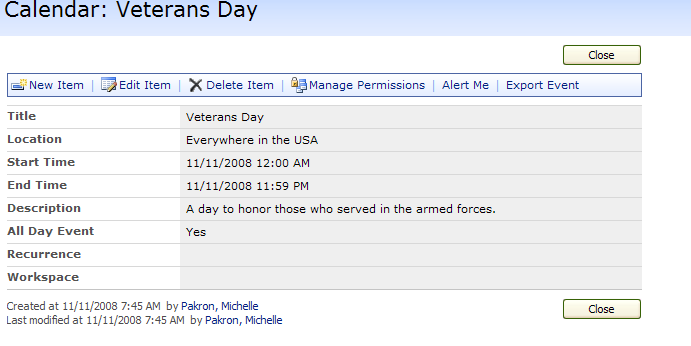 Calendar: Veterans Day
Close
New Item | Edit Item | Delete Item | Manage Permissions | Alert Me | Export Event
Title Veterans Day
Location Everywhere in the USA
Start Time 11/11/2008 12:00 AM
End Time 11/11/2008 11:59 PM
Description A day to honor those who served in the armed forces.
All Day Event Yes
Recurrence
Workspace
Created at 11/11/2008 7:45 AM by Pakron, Michelle
Last modified at 11/11/2008 7:45 AM by Pakron, Michelle
Close